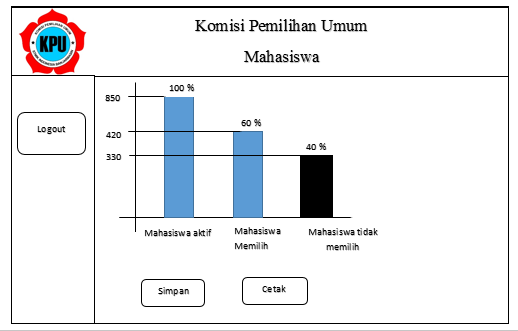 Komisi Pemilihan Umum
Mahasiswa
KPU
Logout
100 %
850
60 %
420
40 %
330
Mahasiswa aktif
Mahasiswa
Memilih
Mahasiswa tidak
memilih
Simpan
Cetak